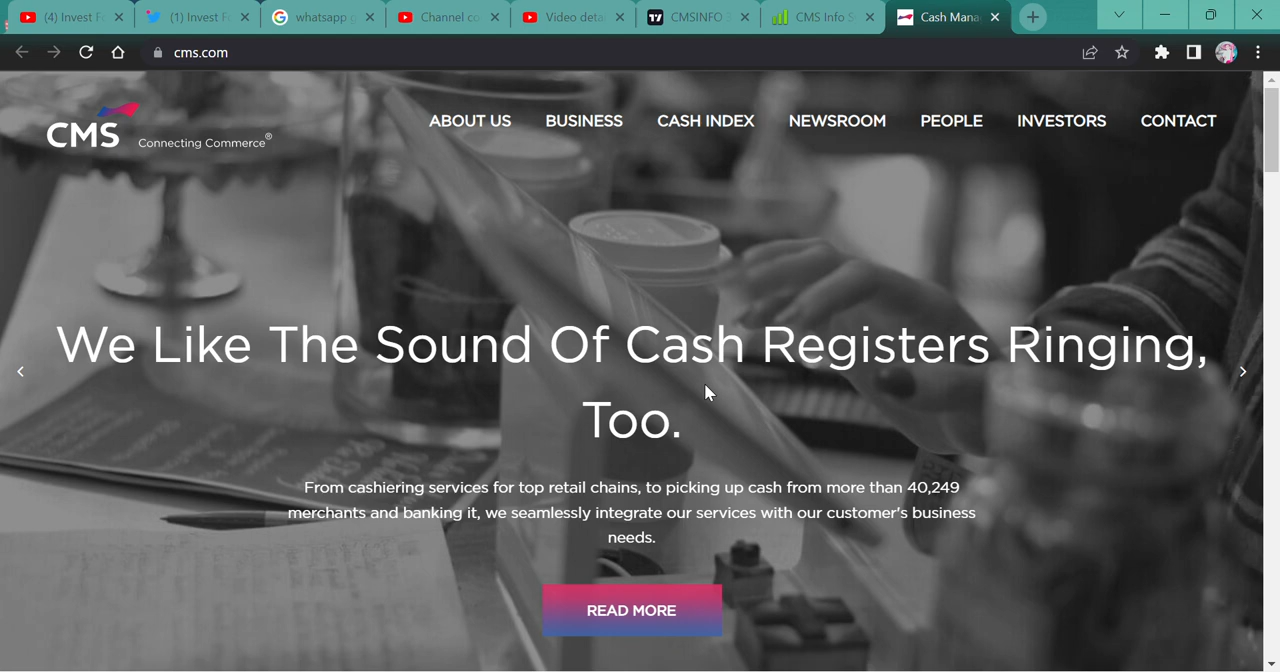 (4) Invest F
(1) Invest F
whatsapp
Channel co
Video deta
CMSINFO
CMS Info S
Cash Mana
cms.com
CMS Connecting Commerce®
ABOUT US BUSINESS CASH INDEX NEWSROOM PEOPLE INVESTORS CONTACT
We Like The Sound Of Cash Registers Ringing,
Too.
From cashiering services for top retail chains, to picking up cash from more than 40,249
merchants and banking it, we seamlessly integrate our services with our customer's business
needs.
READ MORE